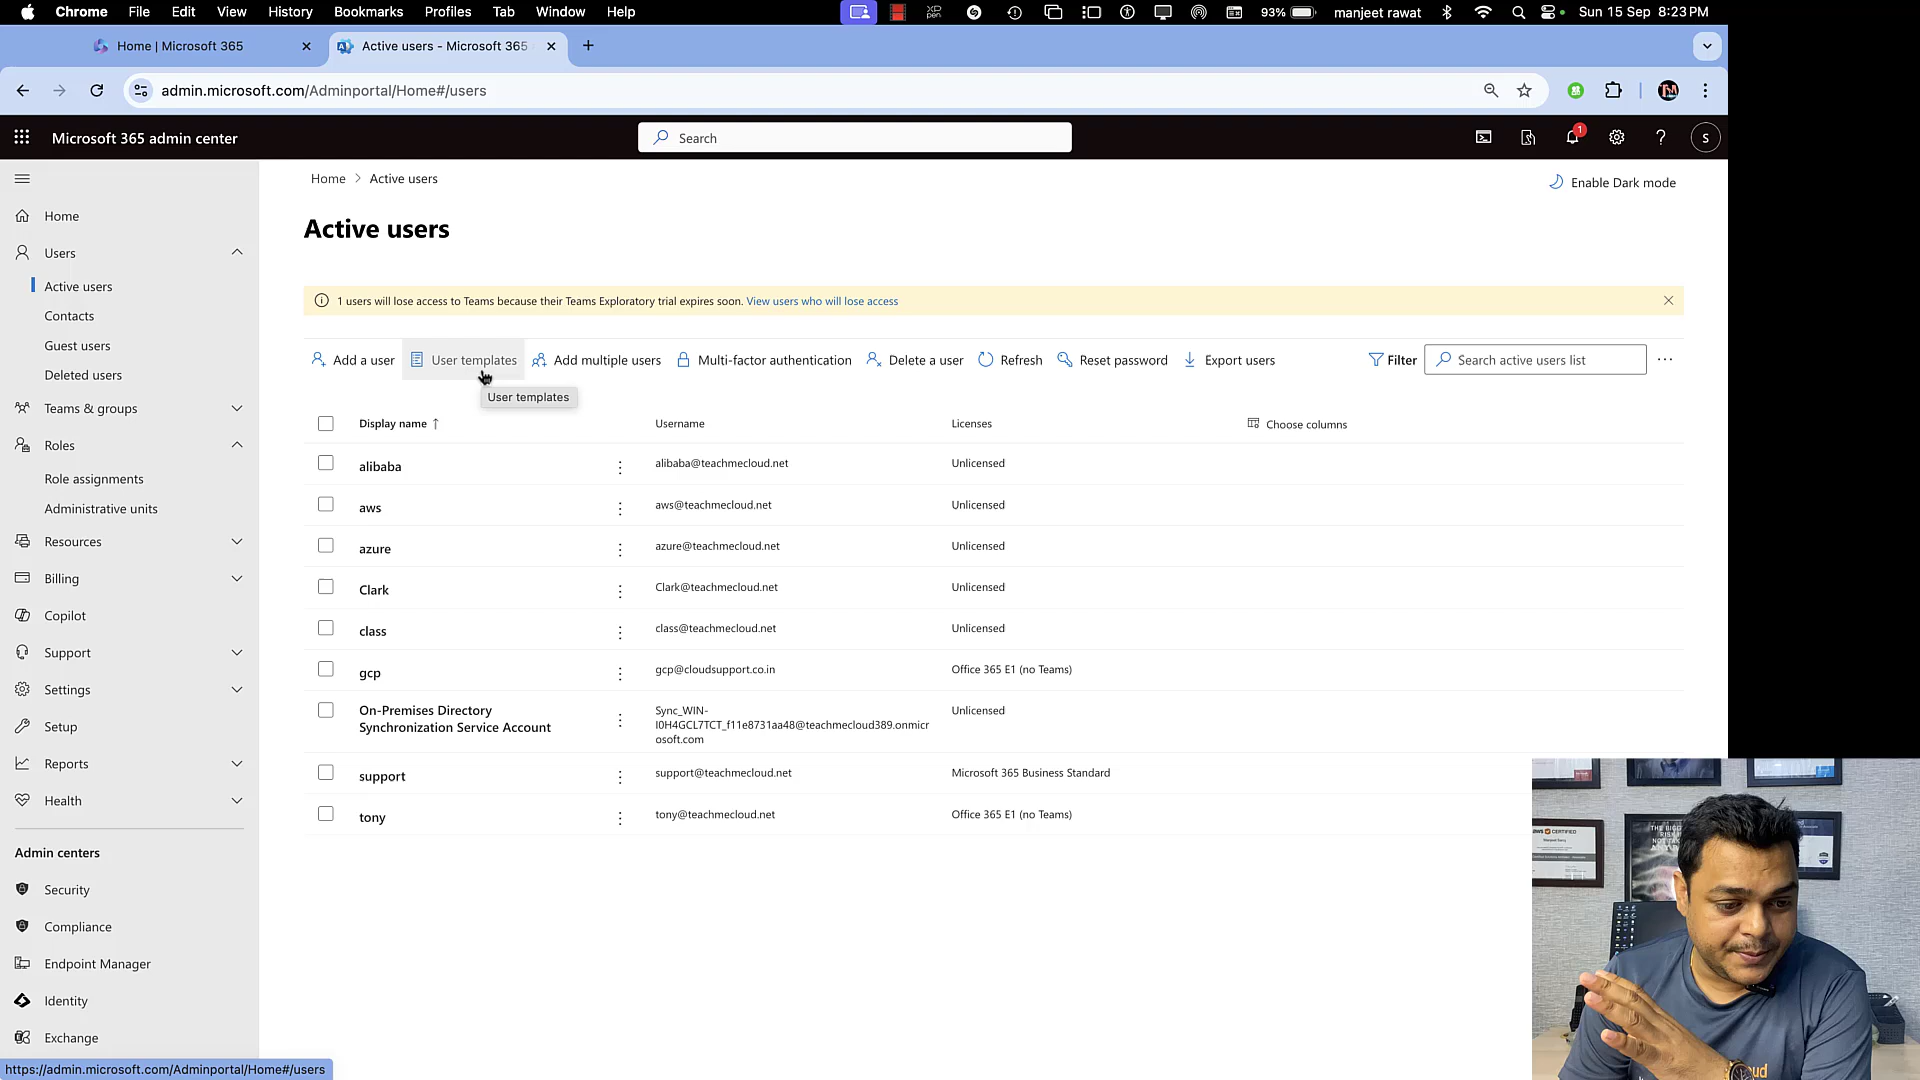 Chrome File Edit View History Bookmarks Profiles Tab Window Help 93% manjeet rawat Sun 15 Sep 8:23 PM
Home | Microsoft 365
Active users - Microsoft 365
admin.microsoft.com/Adminportal/Home#/users
Microsoft 365 admin center
Search
1
?
S
Home > Active users
Enable Dark mode
Active users
1 users will lose access to Teams because their Teams Exploratory trial expires soon. View users who will lose access
Add a user User templates Add multiple users Multi-factor authentication Delete a user Refresh Reset password Export users Filter Search active users list
User templates
Display name ↑ Username Licenses Choose columns
alibaba alibaba@teachmecloud.net Unlicensed
aws aws@teachmecloud.net Unlicensed
azure azure@teachmecloud.net Unlicensed
Clark Clark@teachmecloud.net Unlicensed
class class@teachmecloud.net Unlicensed
gcp gcp@cloudsupport.co.in Office 365 E1 (no Teams)
On-Premises Directory
Synchronization Service Account
Sync_WIN-
I0H4GCL7TCT_f11e8731aa48@teachmecloud389.onmicr
osoft.com
Unlicensed
support support@teachmecloud.net Microsoft 365 Business Standard
tony tony@teachmecloud.net Office 365 E1 (no Teams)
Home
Users
Active users
Contacts
Guest users
Deleted users
Teams & groups
Roles
Role assignments
Administrative units
Resources
Billing
Copilot
Support
Settings
Setup
Reports
Health
Admin centers
Security
Compliance
Endpoint Manager
Identity
Exchange
https://admin.microsoft.com/Adminportal/Home#/users
aws CERTIFIED